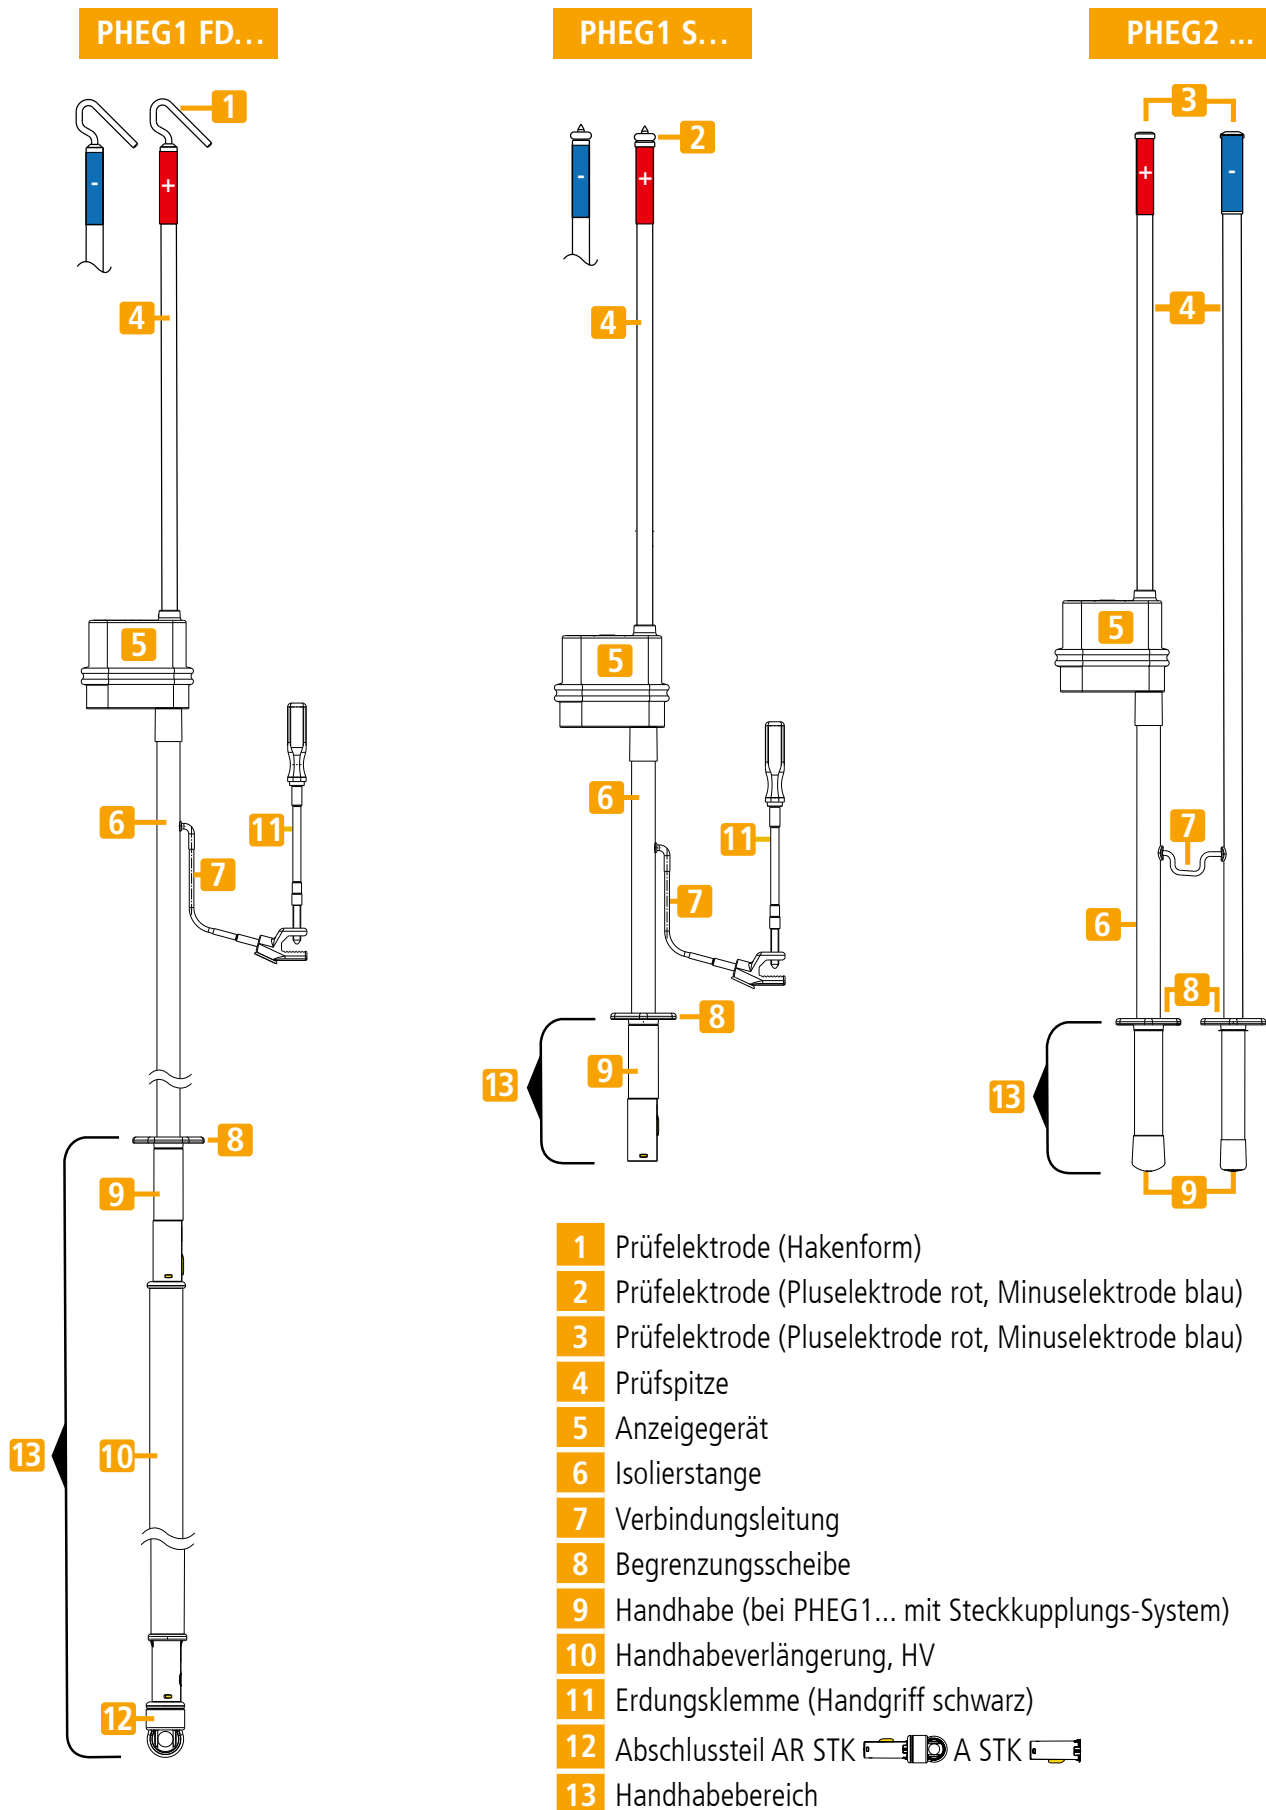 PHEG1 FD... PHEG1 S... PHEG2 ...
1 2 3
- + - + + -
4 4 4
5 5 5
6 11 7
6 11 7
7 6
8 8
13 9
13 9
8
9
13 10
12
1 Prüfelektrode (Hakenform)
2 Prüfelektrode (Pluselektrode rot, Minuselektrode blau)
3 Prüfelektrode (Pluselektrode rot, Minuselektrode blau)
4 Prüfspitze
5 Anzeigegerät
6 Isolierstange
7 Verbindungsleitung
8 Begrenzungsscheibe
9 Handhabe (bei PHEG1... mit Steckkupplungs-System)
10 Handhabeverlängerung, HV
11 Erdungsklemme (Handgriff schwarz)
12 Abschlussteil AR STK A STK
13 Handhabebereich